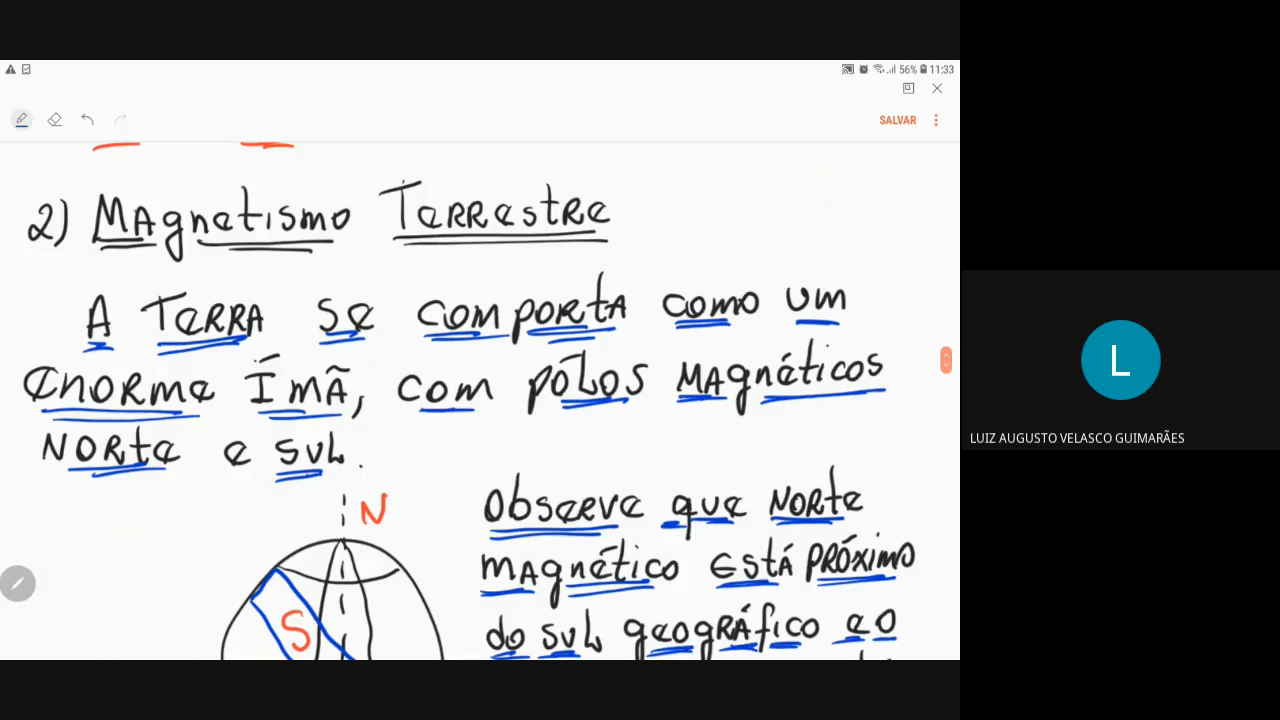 56% 11:33
SALVAR
2) Magnetismo Terrestre
A Terra se comporta como um
enorme Ímã, com pólos magnéticos
norte e sul.
N
Observe que norte
magnético está próximo
S
do sul geográfico e o
L
LUIZ AUGUSTO VELASCO GUIMARÃES